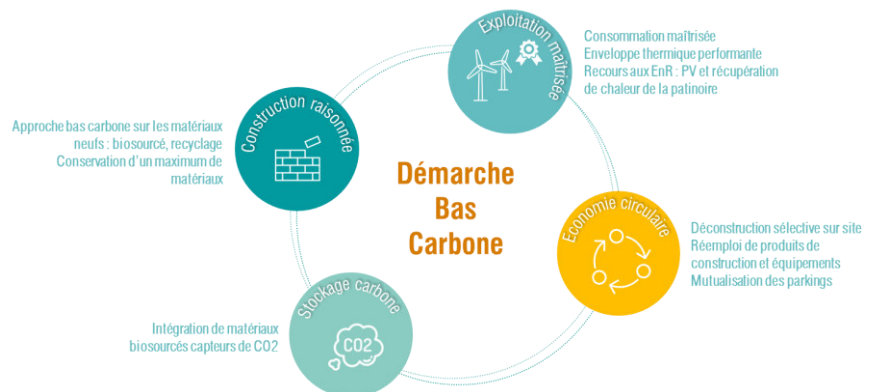 Exploitation maîtrisée
Consommation maîtrisée
Enveloppe thermique performante
Recours aux EnR : PV et récupération
de chaleur de la patinoire
Construction raisonnée
Approche bas carbone sur les matériaux
neufs : biosourcé, recyclage
Conservation d'un maximum de
matériaux
Démarche
Bas
Carbone
Economie circulaire
Déconstruction sélective sur site
Réemploi de produits de
construction et équipements
Mutualisation des parkings
Stockage carbone
CO2
Intégration de matériaux
biosourcés capteurs de CO2